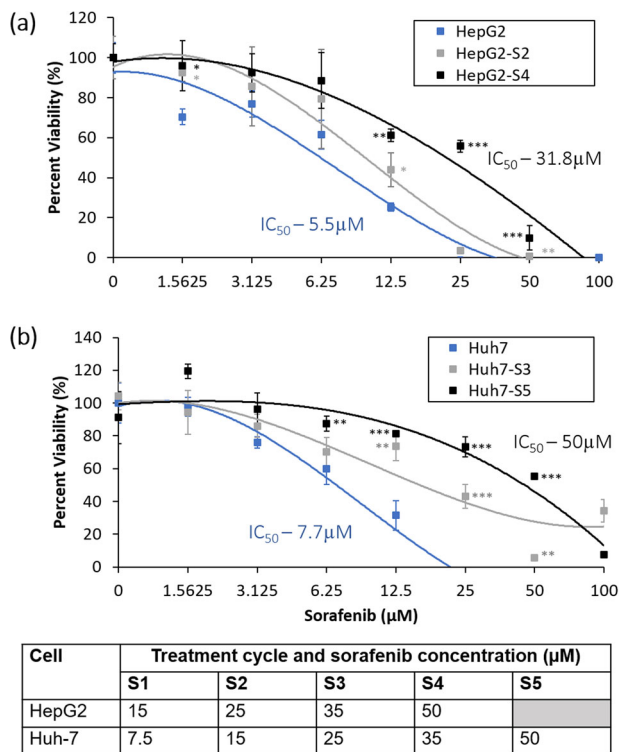 (a)
120
100
80
60
40
20
0
Percent Viability (%)
HepG2
HepG2-S2
HepG2-S4
*
*
**
*
***
***
**
IC50 – 5.5µM
IC50 – 31.8µM
0 1.5625 3.125 6.25 12.5 25 50 100
(b)
140
120
100
80
60
40
20
0
Percent Viability (%)
Huh7
Huh7-S3
Huh7-S5
**
***
**
***
***
***
**
IC50 – 50µM
IC50 – 7.7µM
0 1.5625 3.125 6.25 12.5 25 50 100
Sorafenib (µM)
Cell Treatment cycle and sorafenib concentration (µM)
S1 S2 S3 S4 S5
HepG2 15 25 35 50
Huh-7 7.5 15 25 35 50